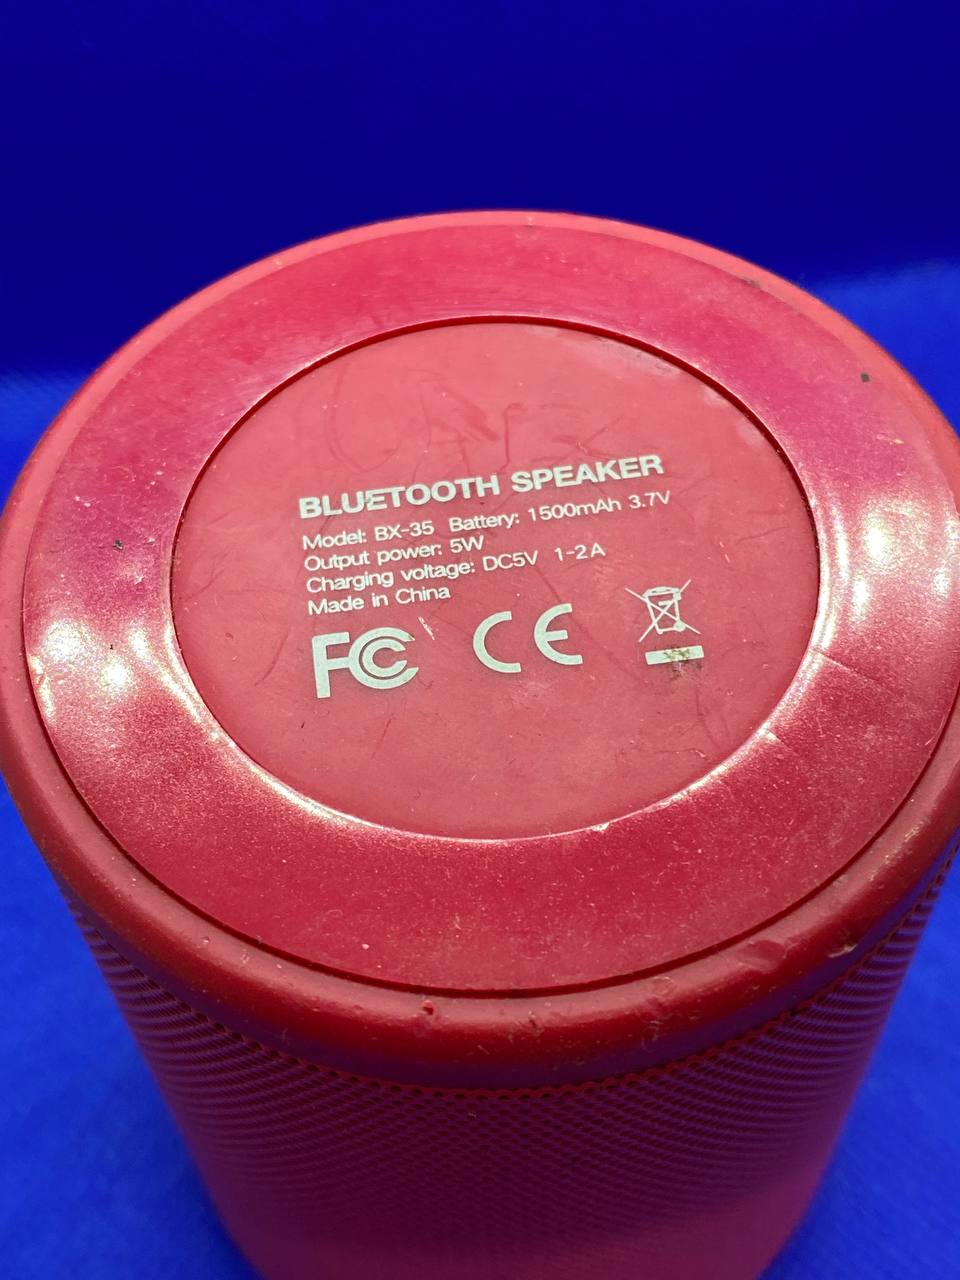 BLUETOOTH SPEAKER
Model: BX-35 Battery: 1500mAh 3.7V
Output power: 5W
Charging voltage: DC5V 1-2A
Made in China
FC CE